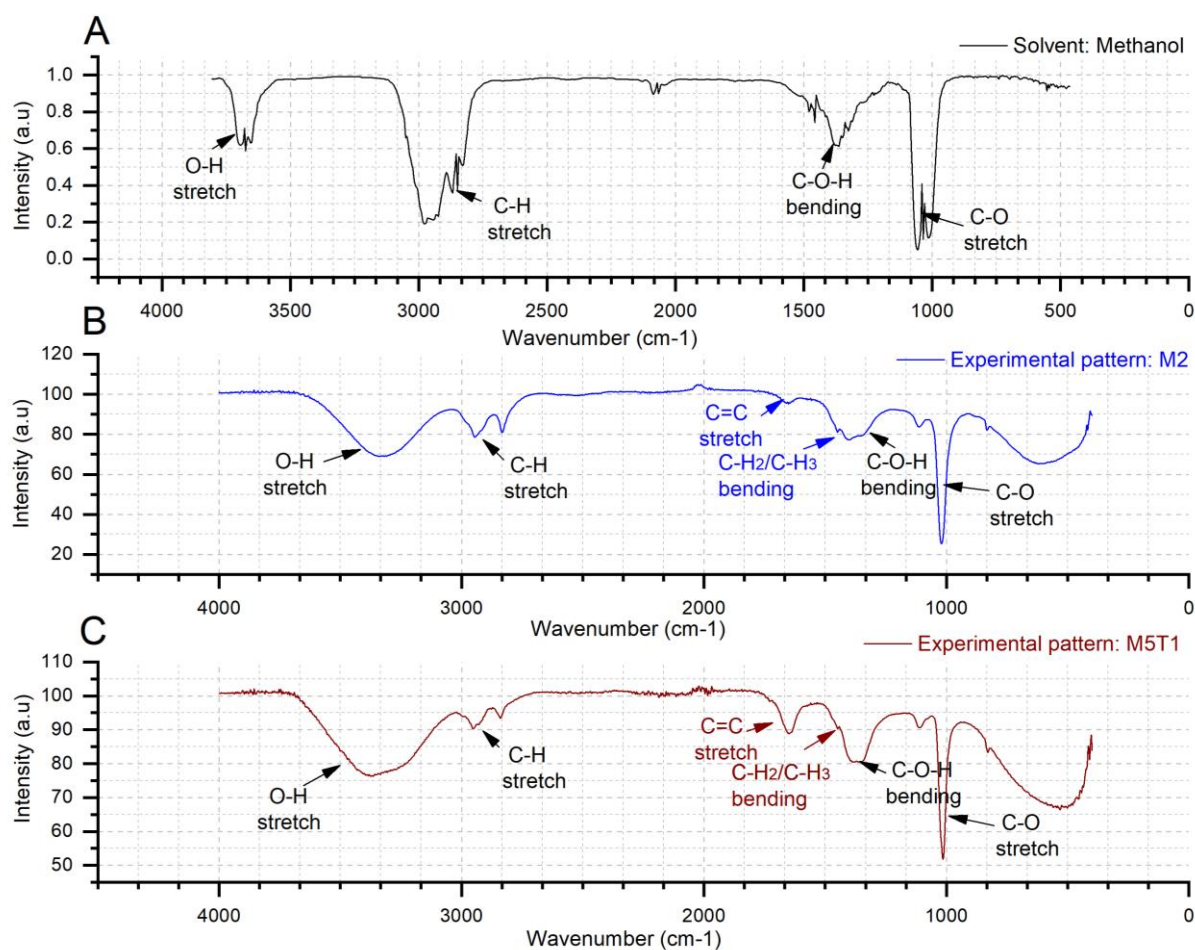 A
Solvent: Methanol
1.0
0.8
0.6
0.4
0.2
0.0
Intensity (a.u)
O-H
stretch
C-H
stretch
C-O-H
bending
C-O
stretch
4000 3500 3000 2500 2000 1500 1000 500 0
Wavenumber (cm-1)
B
Experimental pattern: M2
120
100
80
60
40
20
Intensity (a.u)
O-H
stretch
C-H
stretch
C=C
stretch
C-H2/C-H3
bending
C-O-H
bending
C-O
stretch
4000 3000 2000 1000 0
Wavenumber (cm-1)
C
Experimental pattern: M5T1
110
100
90
80
70
60
50
Intensity (a.u)
O-H
stretch
C-H
stretch
C=C
stretch
C-H2/C-H3
bending
C-O-H
bending
C-O
stretch
4000 3000 2000 1000 0
Wavenumber (cm-1)